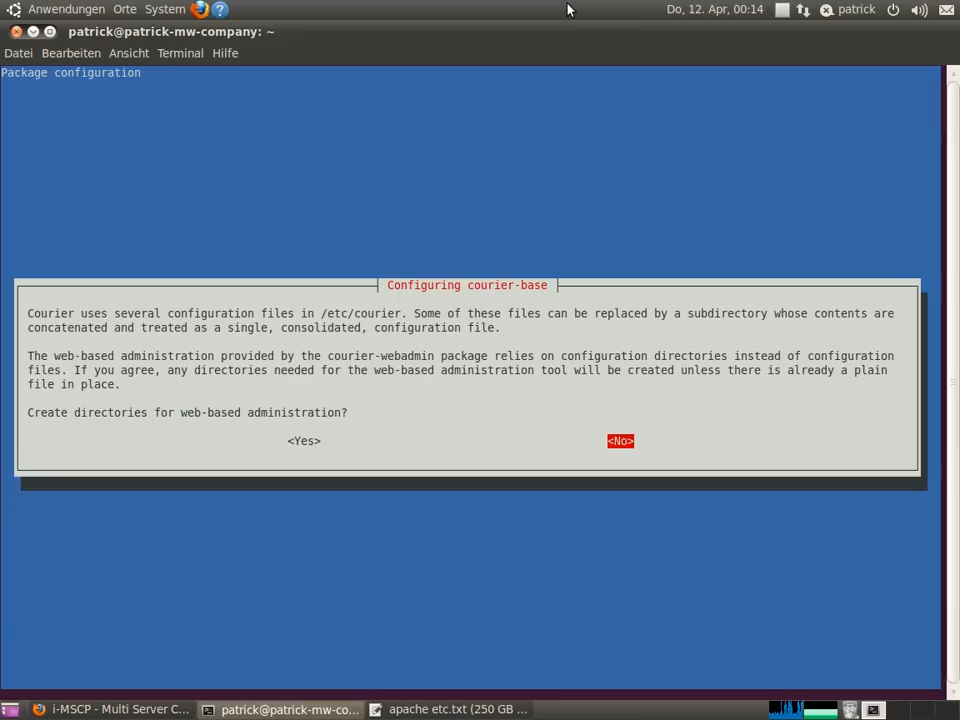 Anwendungen Orte System Do, 12. Apr, 00:14 patrick
patrick@patrick-mw-company: ~
Datei Bearbeiten Ansicht Terminal Hilfe
Package configuration
Configuring courier-base
Courier uses several configuration files in /etc/courier. Some of these files can be replaced by a subdirectory whose contents are
concatenated and treated as a single, consolidated, configuration file.
The web-based administration provided by the courier-webadmin package relies on configuration directories instead of configuration
files. If you agree, any directories needed for the web-based administration tool will be created unless there is already a plain
file in place.
Create directories for web-based administration?
<Yes> <No>
i-MSCP - Multi Server C... patrick@patrick-mw-co... apache etc.txt (250 GB ...